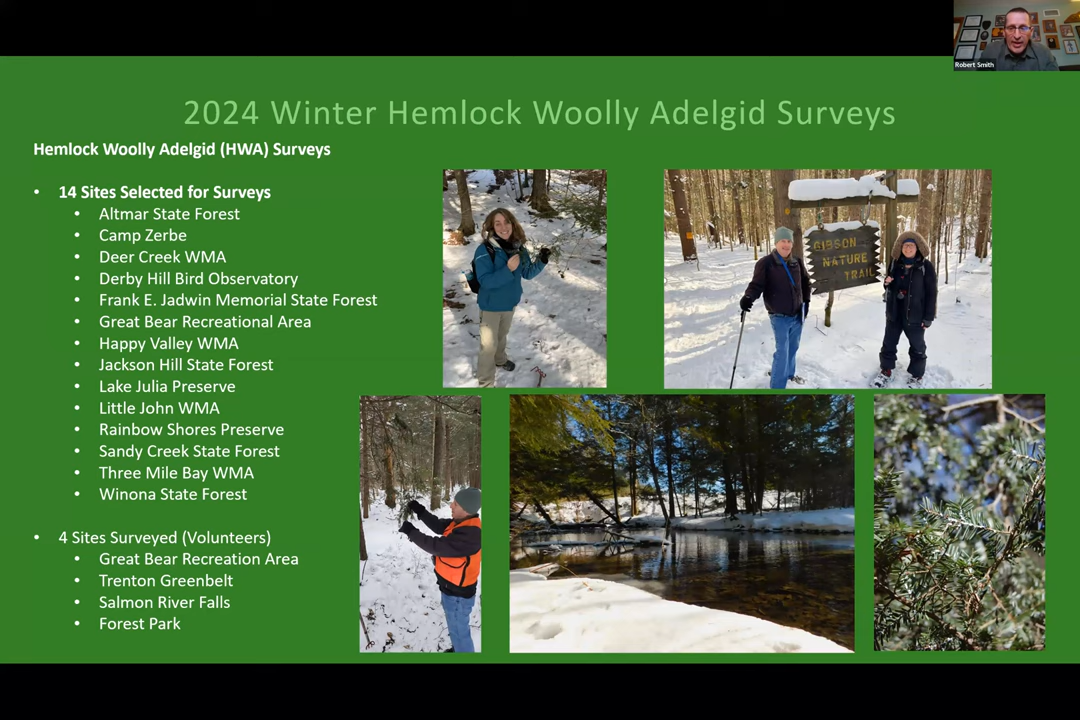 Robert Smith
2024 Winter Hemlock Woolly Adelgid Surveys
Hemlock Woolly Adelgid (HWA) Surveys
• 14 Sites Selected for Surveys
• Altmar State Forest
• Camp Zerbe
• Deer Creek WMA
• Derby Hill Bird Observatory
• Frank E. Jadwin Memorial State Forest
• Great Bear Recreational Area
• Happy Valley WMA
• Jackson Hill State Forest
• Lake Julia Preserve
• Little John WMA
• Rainbow Shores Preserve
• Sandy Creek State Forest
• Three Mile Bay WMA
• Winona State Forest
• 4 Sites Surveyed (Volunteers)
• Great Bear Recreation Area
• Trenton Greenbelt
• Salmon River Falls
• Forest Park
GIBSON
NATURE
TRAIL